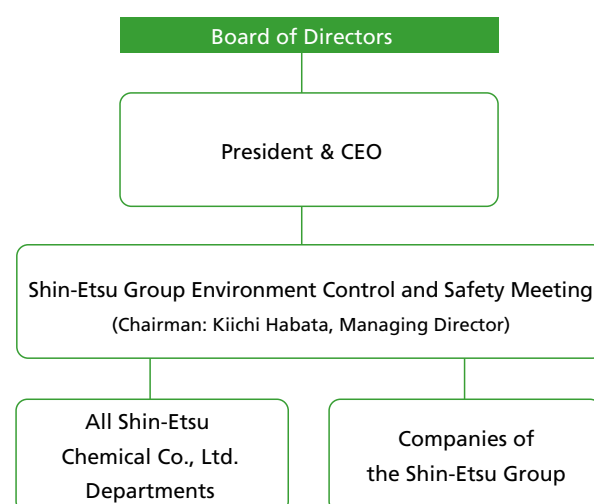 Board of Directors
President & CEO
Shin-Etsu Group Environment Control and Safety Meeting
(Chairman: Kiichi Habata, Managing Director)
All Shin-Etsu
Chemical Co., Ltd.
Departments
Companies of
the Shin-Etsu Group